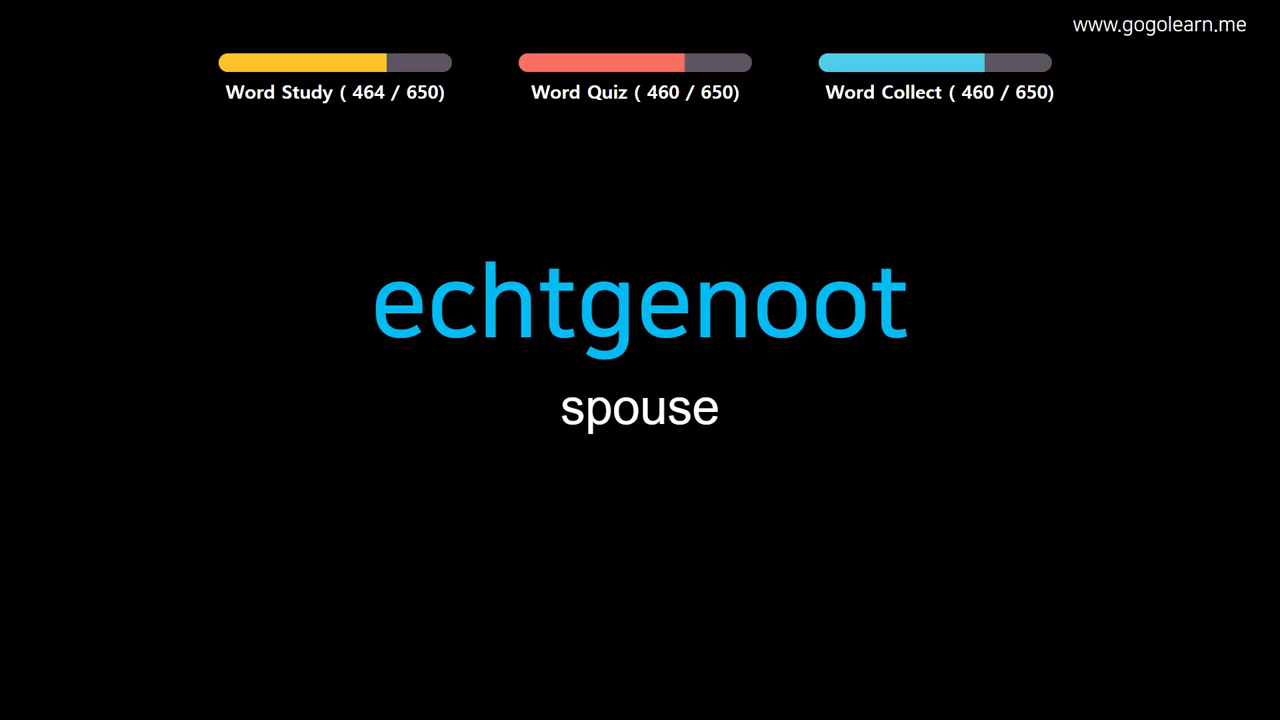 www.gogolearn.me
Word Study ( 464 / 650)
Word Quiz ( 460 / 650)
Word Collect ( 460 / 650)
echtgenoot
spouse